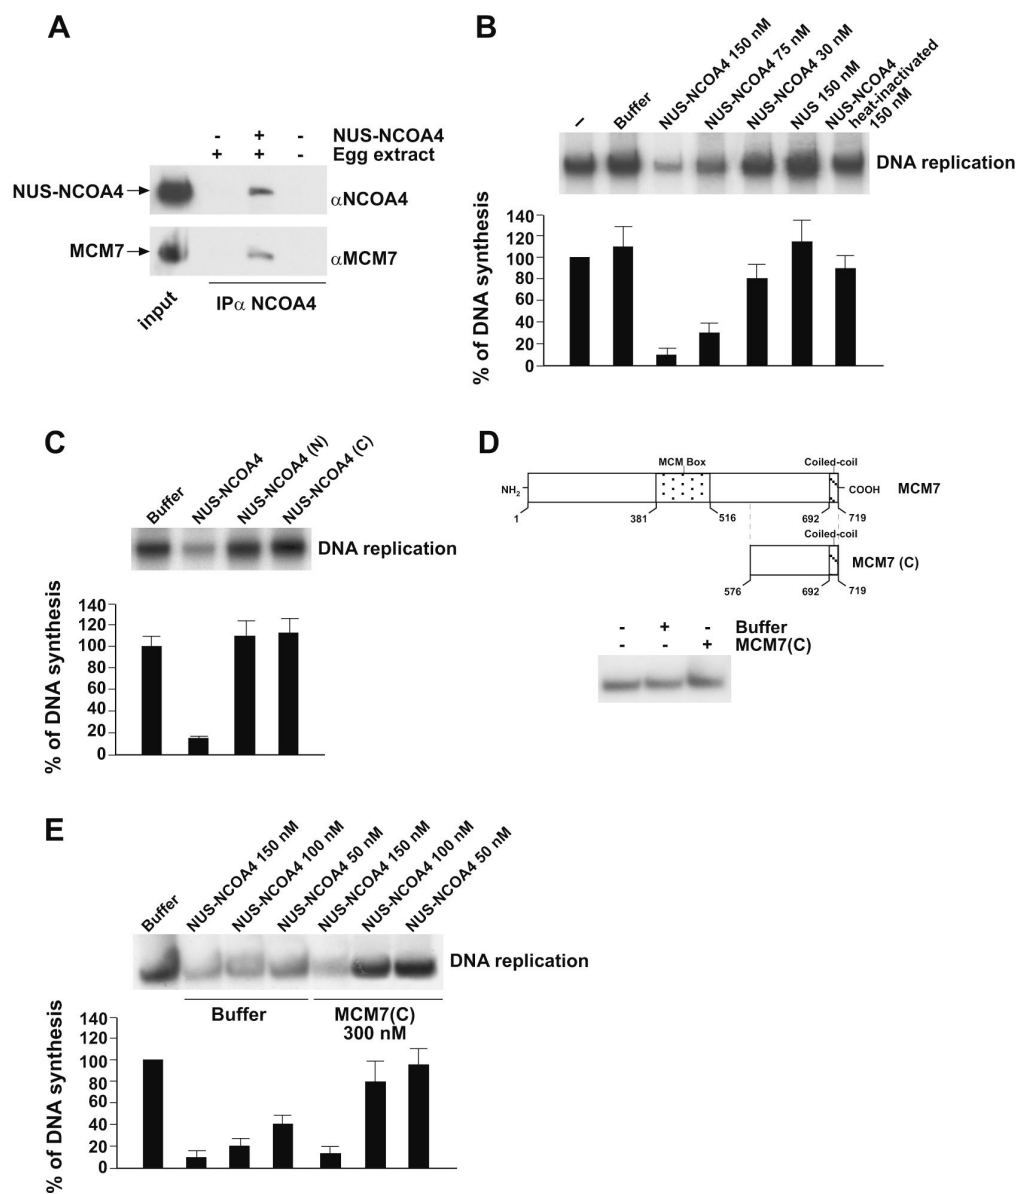 A
- + - NUS-NCOA4
+ + - Egg extract
NUS-NCOA4
αNCOA4
MCM7
αMCM7
input
IPα NCOA4
B
–
Buffer
NUS-NCOA4 150 nM
NUS-NCOA4 75 nM
NUS-NCOA4 30 nM
NUS 150 nM
NUS-NCOA4
heat-inactivated
150 nM
DNA replication
% of DNA synthesis
140
120
100
80
60
40
20
0
C
Buffer
NUS-NCOA4
NUS-NCOA4 (N)
NUS-NCOA4 (C)
DNA replication
% of DNA synthesis
140
120
100
80
60
40
20
0
D
MCM Box Coiled-coil
NH2 COOH MCM7
1 381 516 692 719
Coiled-coil
MCM7 (C)
576 692 719
- + - Buffer
- - + MCM7(C)
E
Buffer
NUS-NCOA4 150 nM
NUS-NCOA4 100 nM
NUS-NCOA4 50 nM
NUS-NCOA4 150 nM
NUS-NCOA4 100 nM
NUS-NCOA4 50 nM
DNA replication
Buffer MCM7(C)
300 nM
% of DNA synthesis
140
120
100
80
60
40
20
0